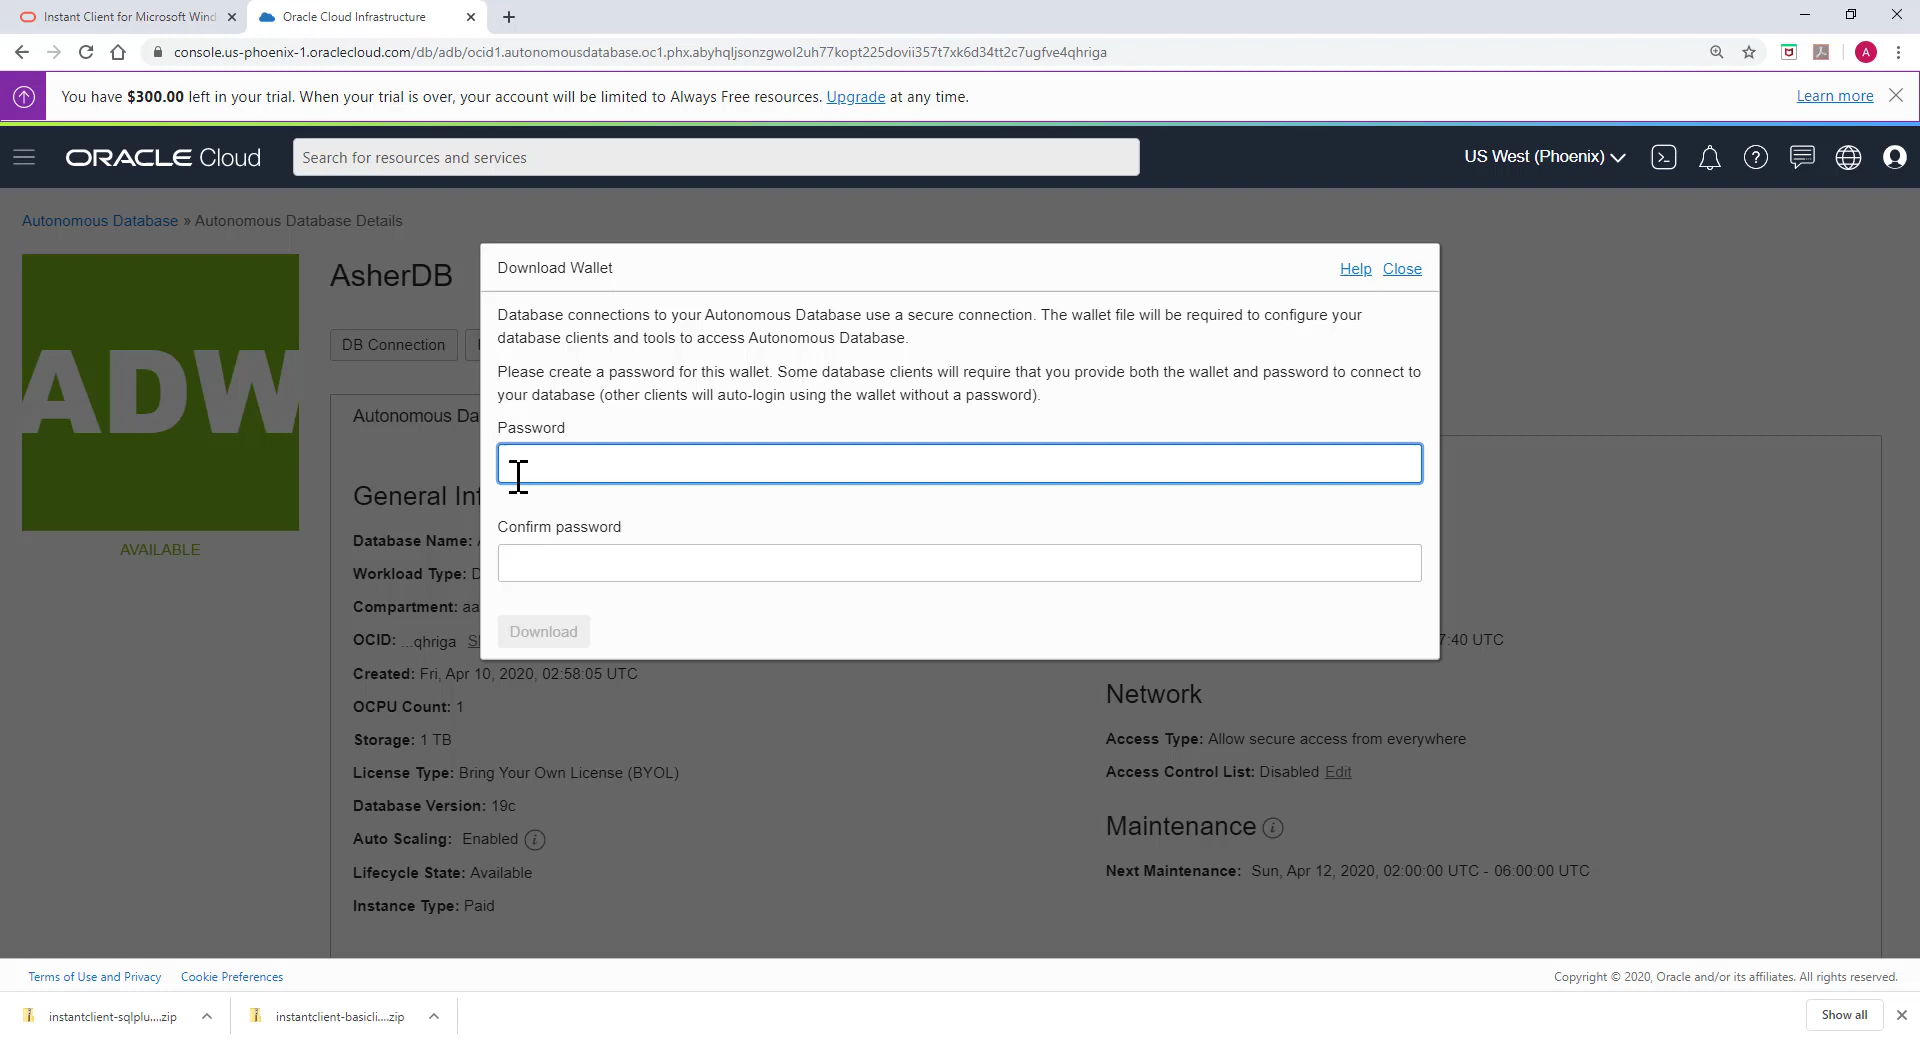 Instant Client for Microsoft Wind
Oracle Cloud Infrastructure
console.us-phoenix-1.oraclecloud.com/db/adb/ocid1.autonomousdatabase.oc1.phx.abyhqljsonzgwol2uh77kopt225dovii357t7xk6d34tt2c7ugfve4qhriga
A
You have $300.00 left in your trial. When your trial is over, your account will be limited to Always Free resources. Upgrade at any time.
Learn more
ORACLE Cloud
Search for resources and services
US West (Phoenix)
Autonomous Database » Autonomous Database Details
ADW
AVAILABLE
AsherDB
DB Connection
Autonomous Da
General Inf
Database Name:
Workload Type: D
Compartment: aa
OCID: ...qhriga
Created: Fri, Apr 10, 2020, 02:58:05 UTC
OCPU Count: 1
Storage: 1 TB
License Type: Bring Your Own License (BYOL)
Database Version: 19c
Auto Scaling: Enabled
Lifecycle State: Available
Instance Type: Paid
Download Wallet
Help Close
Database connections to your Autonomous Database use a secure connection. The wallet file will be required to configure your
database clients and tools to access Autonomous Database.
Please create a password for this wallet. Some database clients will require that you provide both the wallet and password to connect to
your database (other clients will auto-login using the wallet without a password).
Password
Confirm password
Download
7:40 UTC
Network
Access Type: Allow secure access from everywhere
Access Control List: Disabled Edit
Maintenance
Next Maintenance: Sun, Apr 12, 2020, 02:00:00 UTC - 06:00:00 UTC
Terms of Use and Privacy Cookie Preferences
Copyright © 2020, Oracle and/or its affiliates. All rights reserved.
instantclient-sqlplu....zip
instantclient-basicli....zip
Show all